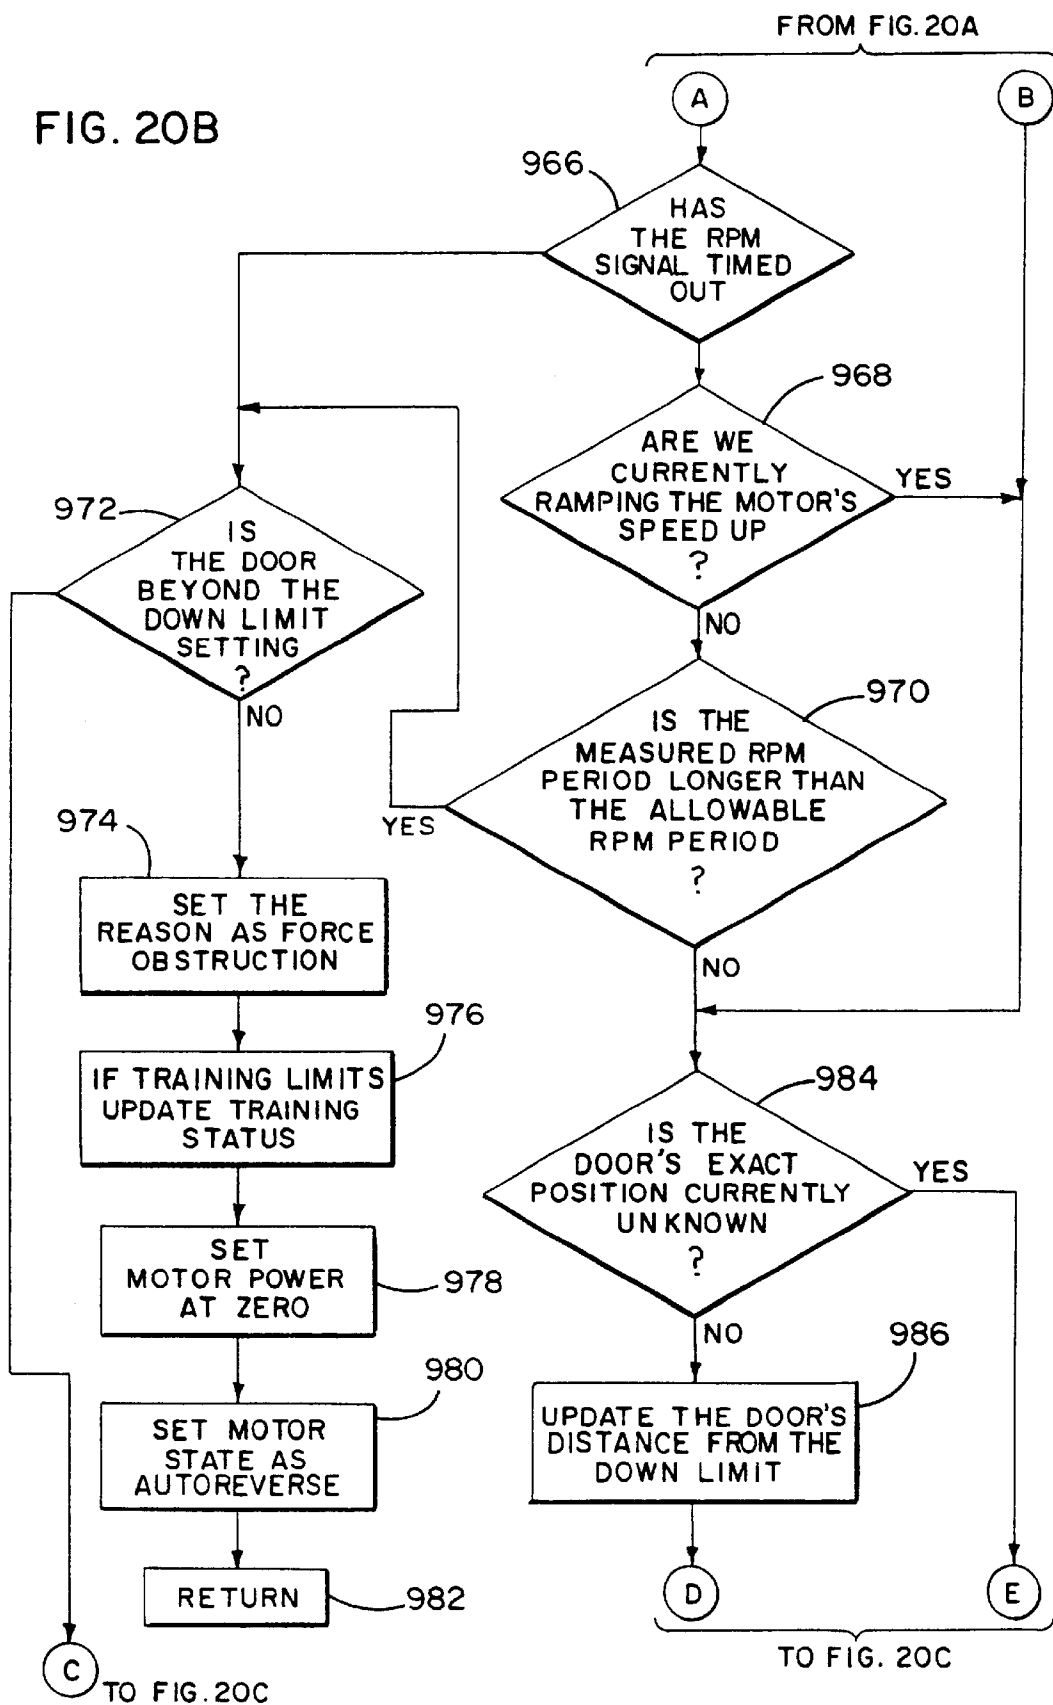 FROM FIG. 20A
A
B
FIG. 20B
966
HAS
THE RPM
SIGNAL TIMED
OUT
968
ARE WE
CURRENTLY
RAMPING THE MOTOR'S
SPEED UP
?
YES
NO
972
IS
THE DOOR
BEYOND THE
DOWN LIMIT
SETTING
?
NO
970
IS THE
MEASURED RPM
PERIOD LONGER THAN
THE ALLOWABLE
RPM PERIOD
?
YES
NO
974
SET THE
REASON AS FORCE
OBSTRUCTION
976
IF TRAINING LIMITS
UPDATE TRAINING
STATUS
984
IS THE
DOOR'S EXACT
POSITION CURRENTLY
UNKNOWN
?
YES
NO
SET
MOTOR POWER
AT ZERO
978
986
UPDATE THE DOOR'S
DISTANCE FROM THE
DOWN LIMIT
980
SET MOTOR
STATE AS
AUTOREVERSE
RETURN
982
D
E
TO FIG. 20C
C
TO FIG. 20C